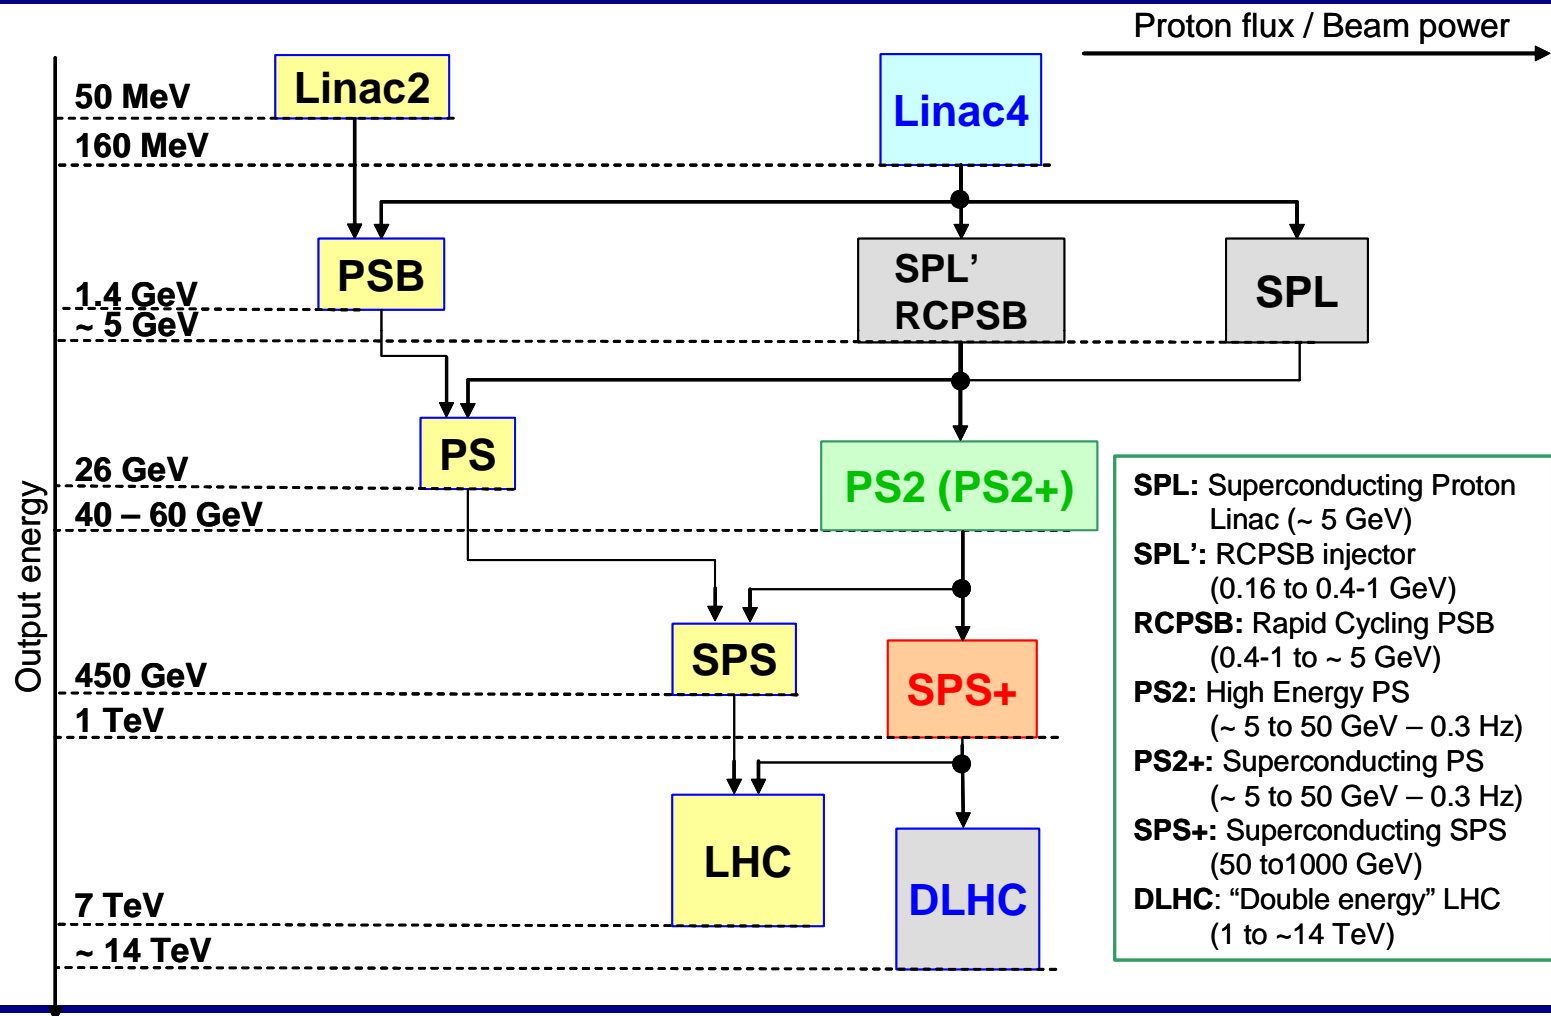 Proton flux / Beam power
50 MeV
Linac2
Linac4
160 MeV
PSB
SPL’
RCPSB
SPL
1.4 GeV
~ 5 GeV
PS
26 GeV
PS2 (PS2+)
40 – 60 GeV
Output energy
SPS
450 GeV
SPS+
1 TeV
LHC
DLHC
7 TeV
~ 14 TeV
SPL: Superconducting Proton
Linac (~ 5 GeV)
SPL’: RCPSB injector
(0.16 to 0.4-1 GeV)
RCPSB: Rapid Cycling PSB
(0.4-1 to ~ 5 GeV)
PS2: High Energy PS
(~ 5 to 50 GeV – 0.3 Hz)
PS2+: Superconducting PS
(~ 5 to 50 GeV – 0.3 Hz)
SPS+: Superconducting SPS
(50 to1000 GeV)
DLHC: “Double energy” LHC
(1 to ~14 TeV)